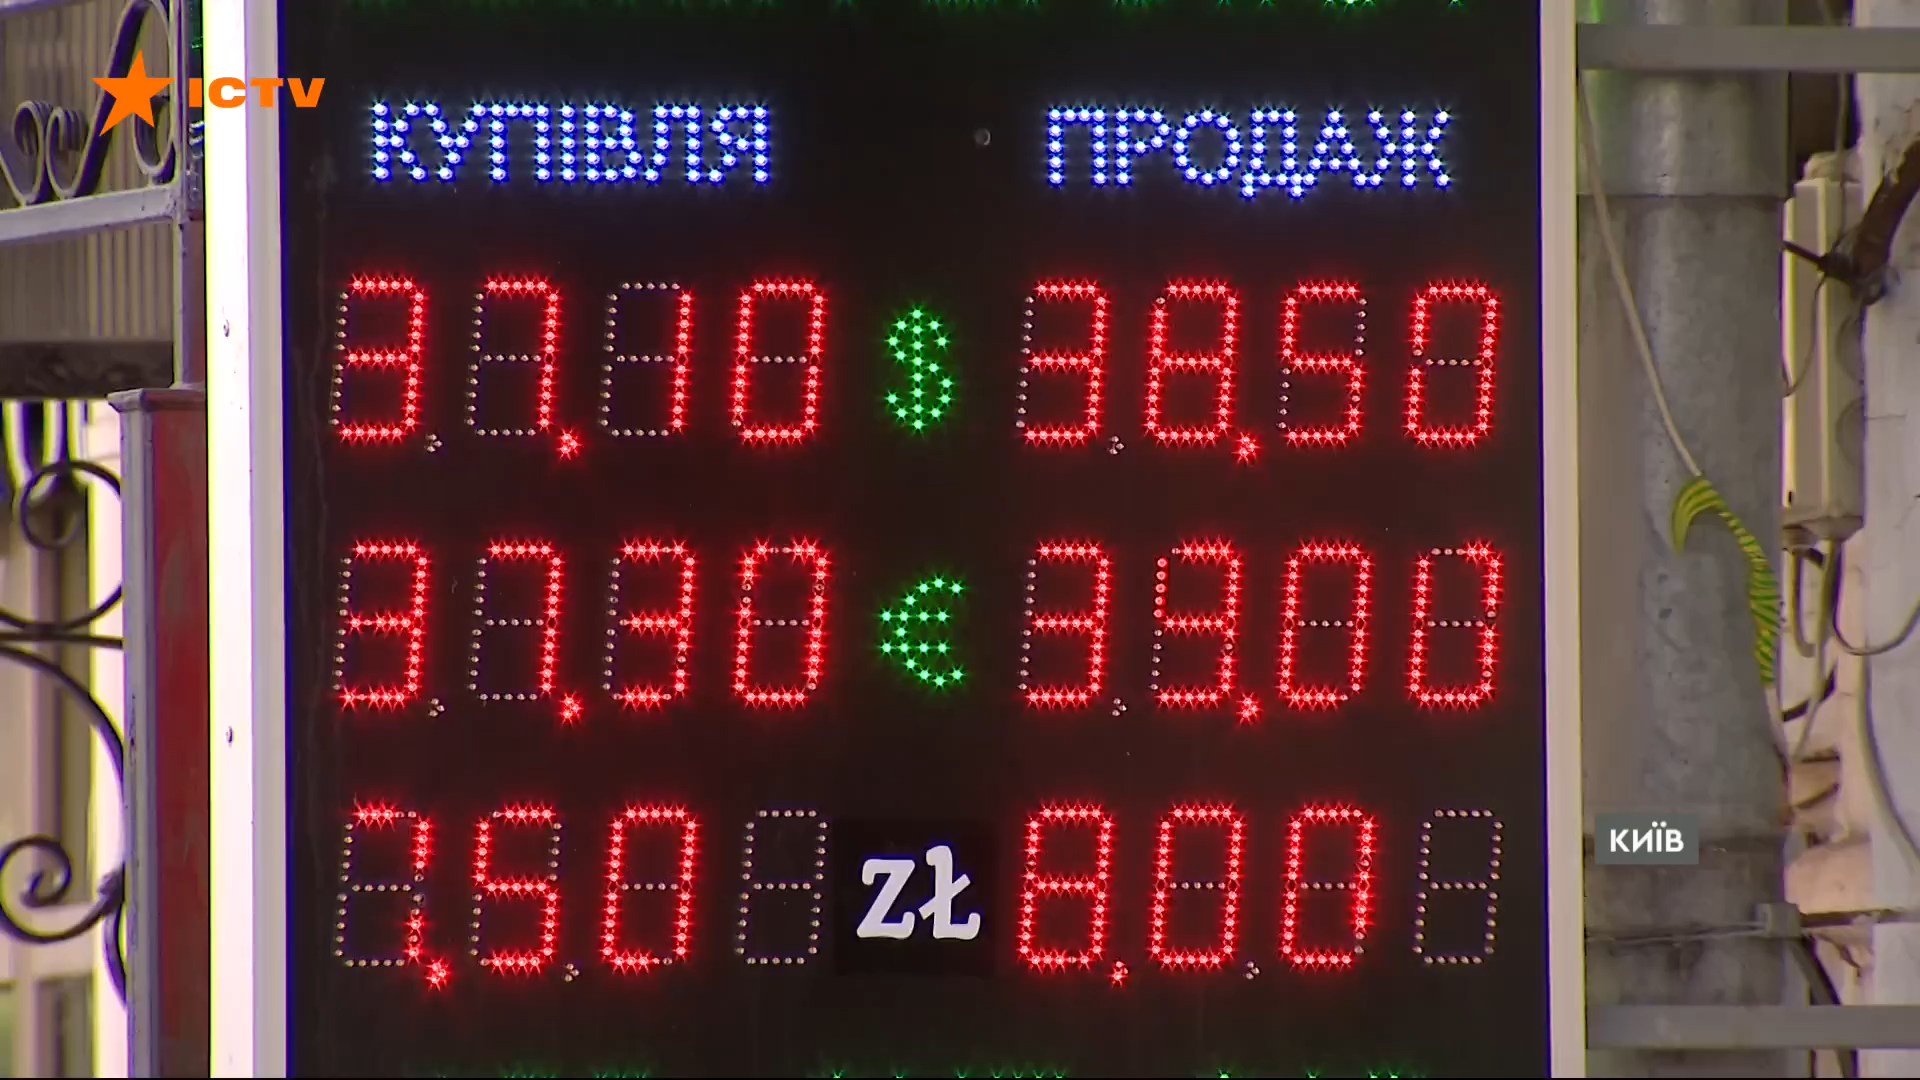 ICTV
КУПІВЛЯ ПРОДАЖ
37.10 $ 38.50
37.30 € 39.00
7.50 ZŁ 8.00
КИЇВ